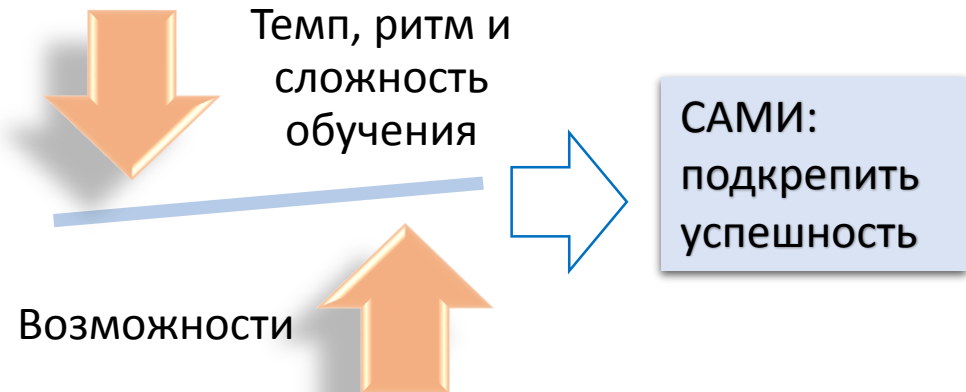 Темп, ритм и
сложность
обучения
САМИ:
подкрепить
успешность
Возможности